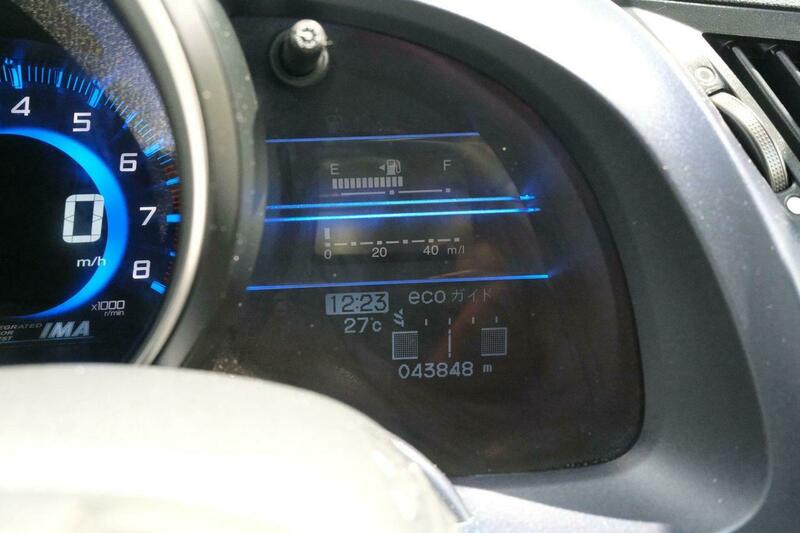 4
5
6
7
8
0
m/h
x1000
r/min
IMA
E F
0 20 40 m/l
12:23 eco ガイド
27°c
043848 m